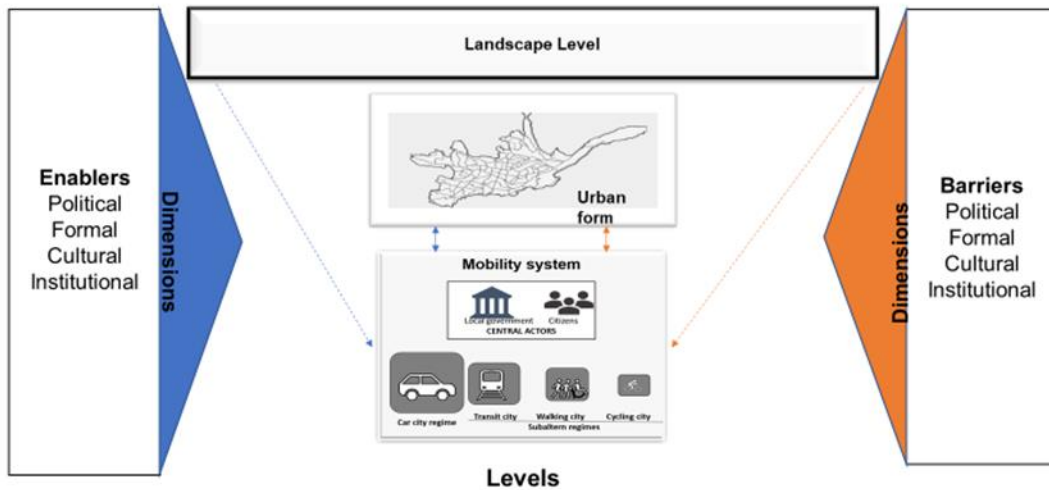 Landscape Level
Enablers
Political
Formal
Cultural
Institutional
Dimensions
Urban
form
Mobility system
Local government
Citizens
CENTRAL ACTORS
Car city regime
Transit city
Walking city
Cycling city
Subaltern regimes
Levels
Dimensions
Barriers
Political
Formal
Cultural
Institutional